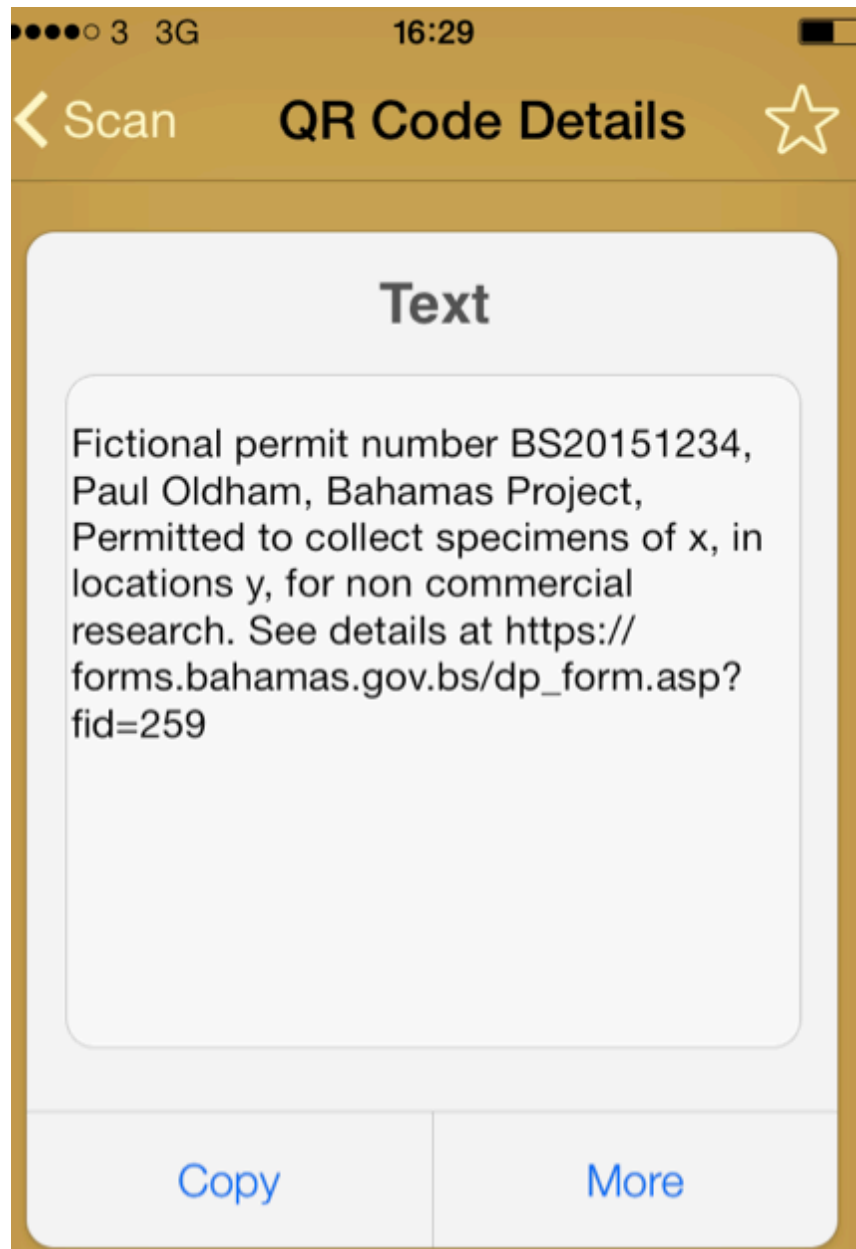 3 3G 16:29
Scan QR Code Details
Text
Fictional permit number BS20151234,
Paul Oldham, Bahamas Project,
Permitted to collect specimens of x, in
locations y, for non commercial
research. See details at https://
forms.bahamas.gov.bs/dp_form.asp?
fid=259
Copy More